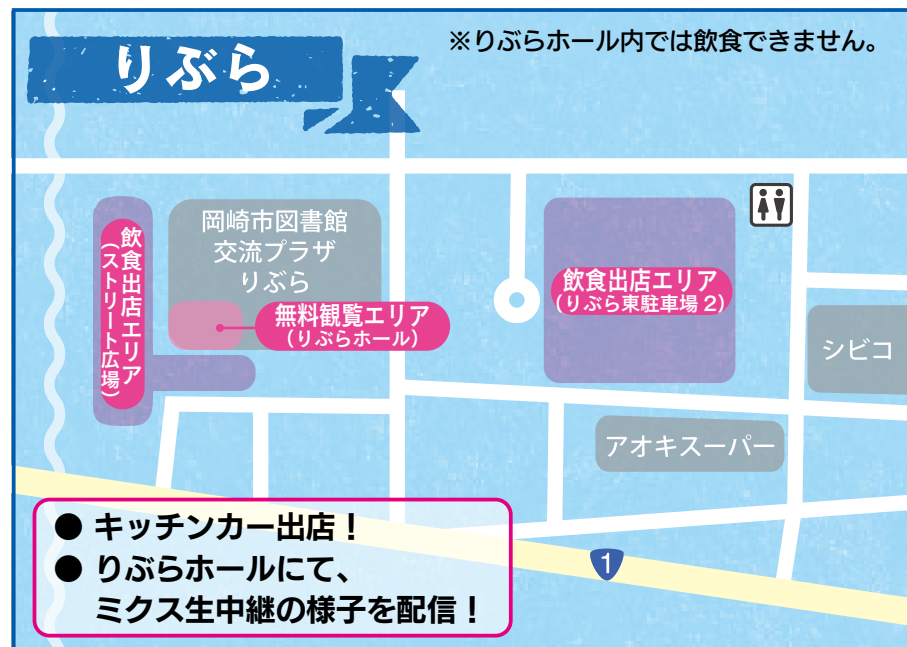 りぶら
※りぶらホール内では飲食できません。
岡崎市図書館
交流プラザ
りぶら
飲食出店エリア
(ストリート広場)
無料観覧エリア
(りぶらホール)
飲食出店エリア
(りぶら東駐車場 2)
シビコ
アオキスーパー
1
● キッチンカー出店！
● りぶらホールにて、
ミクス生中継の様子を配信！